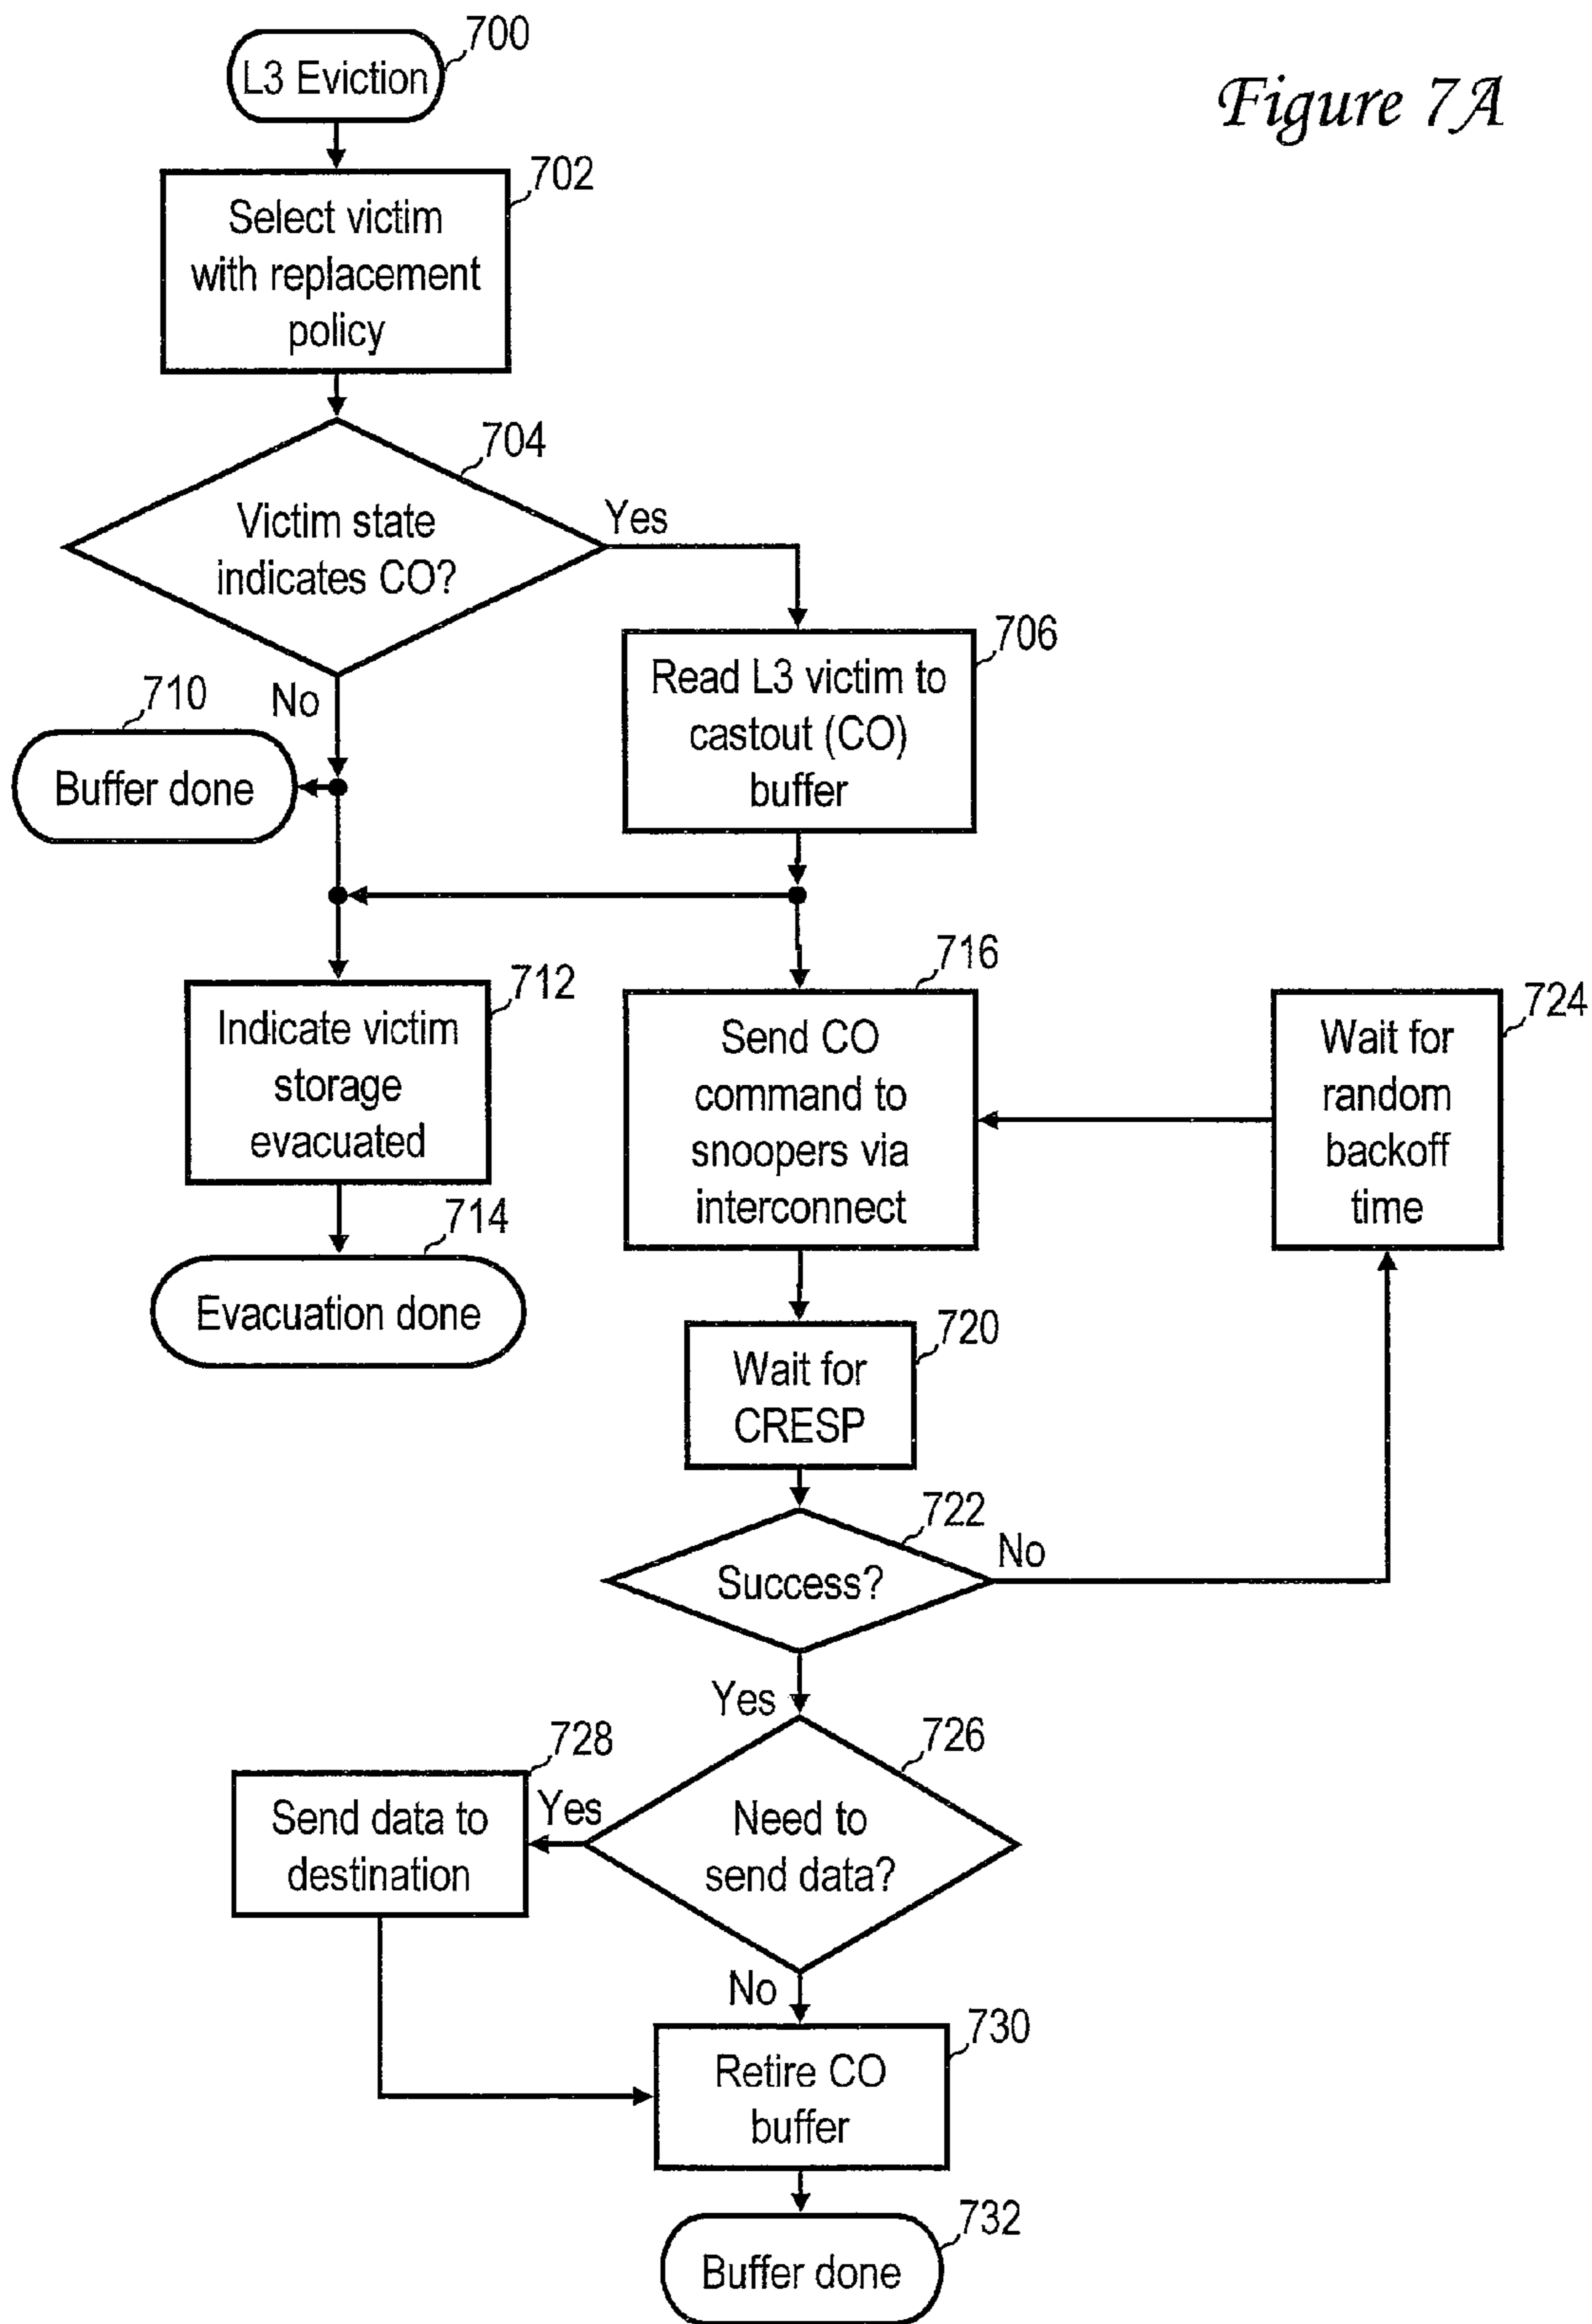 700
L3 Eviction
Figure 7A
702
Select victim
with replacement
policy
704
Victim state
indicates CO?
Yes
No
706
Read L3 victim to
castout (CO)
buffer
710
Buffer done
712
Indicate victim
storage
evacuated
714
Evacuation done
716
Send CO
command to
snoopers via
interconnect
724
Wait for
random
backoff
time
720
Wait for
CRESP
722
Success?
No
Yes
726
Need to
send data?
Yes
728
Send data to
destination
No
730
Retire CO
buffer
732
Buffer done